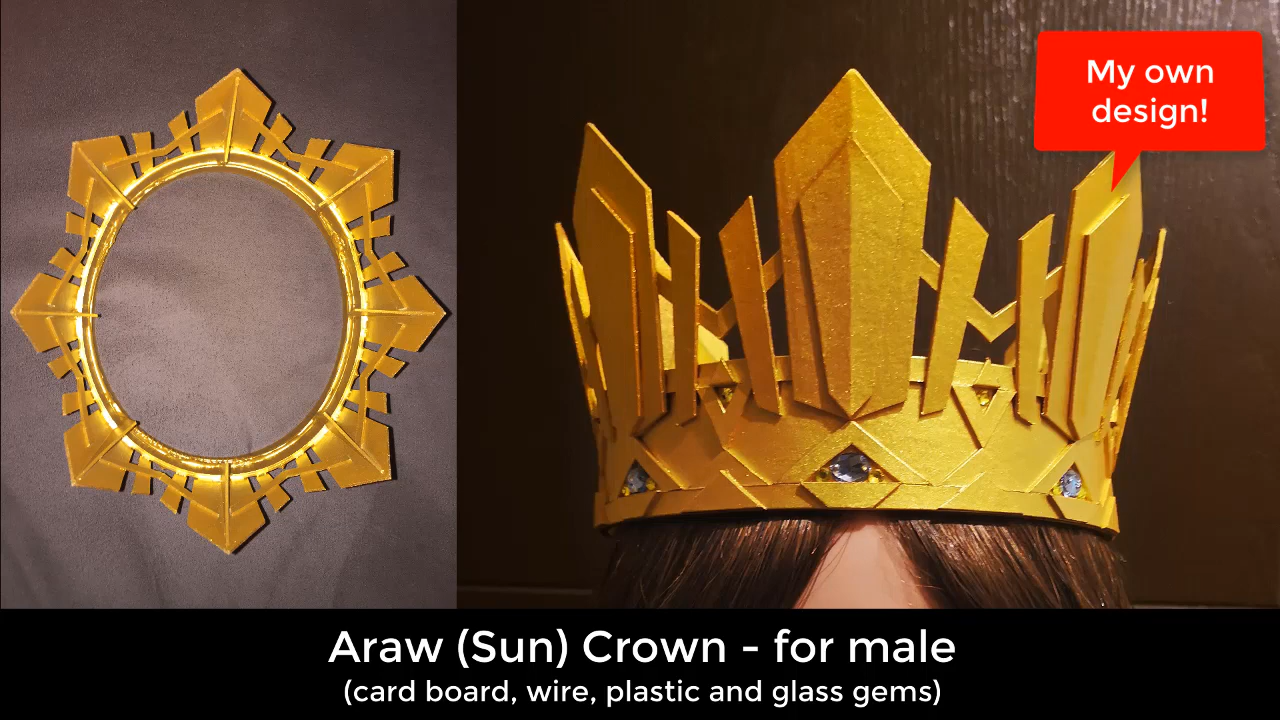 My own
design!
Araw (Sun) Crown - for male
(card board, wire, plastic and glass gems)